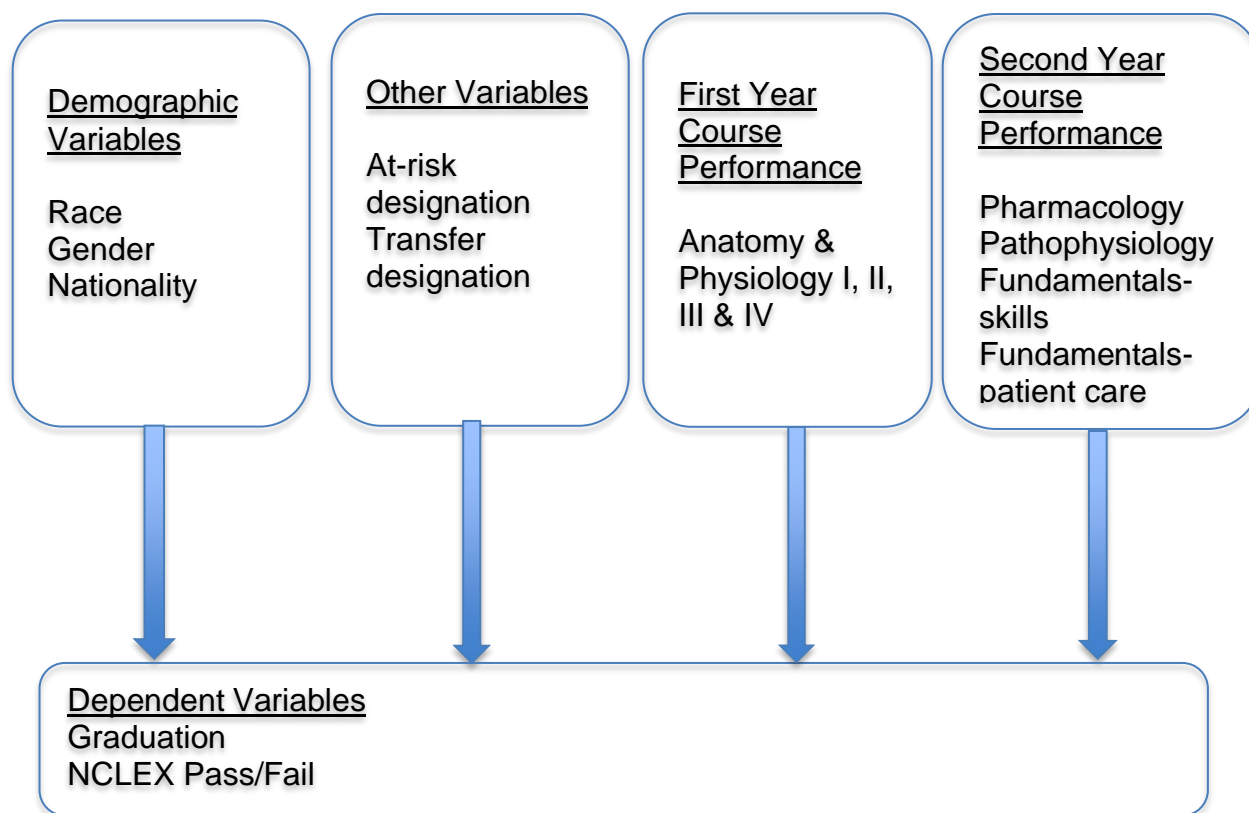 Demographic
Variables
Race
Gender
Nationality
Other Variables
At-risk
designation
Transfer
designation
First Year
Course
Performance
Anatomy &
Physiology I, II,
III & IV
Second Year
Course
Performance
Pharmacology
Pathophysiology
Fundamentals-
skills
Fundamentals-
patient care
Dependent Variables
Graduation
NCLEX Pass/Fail